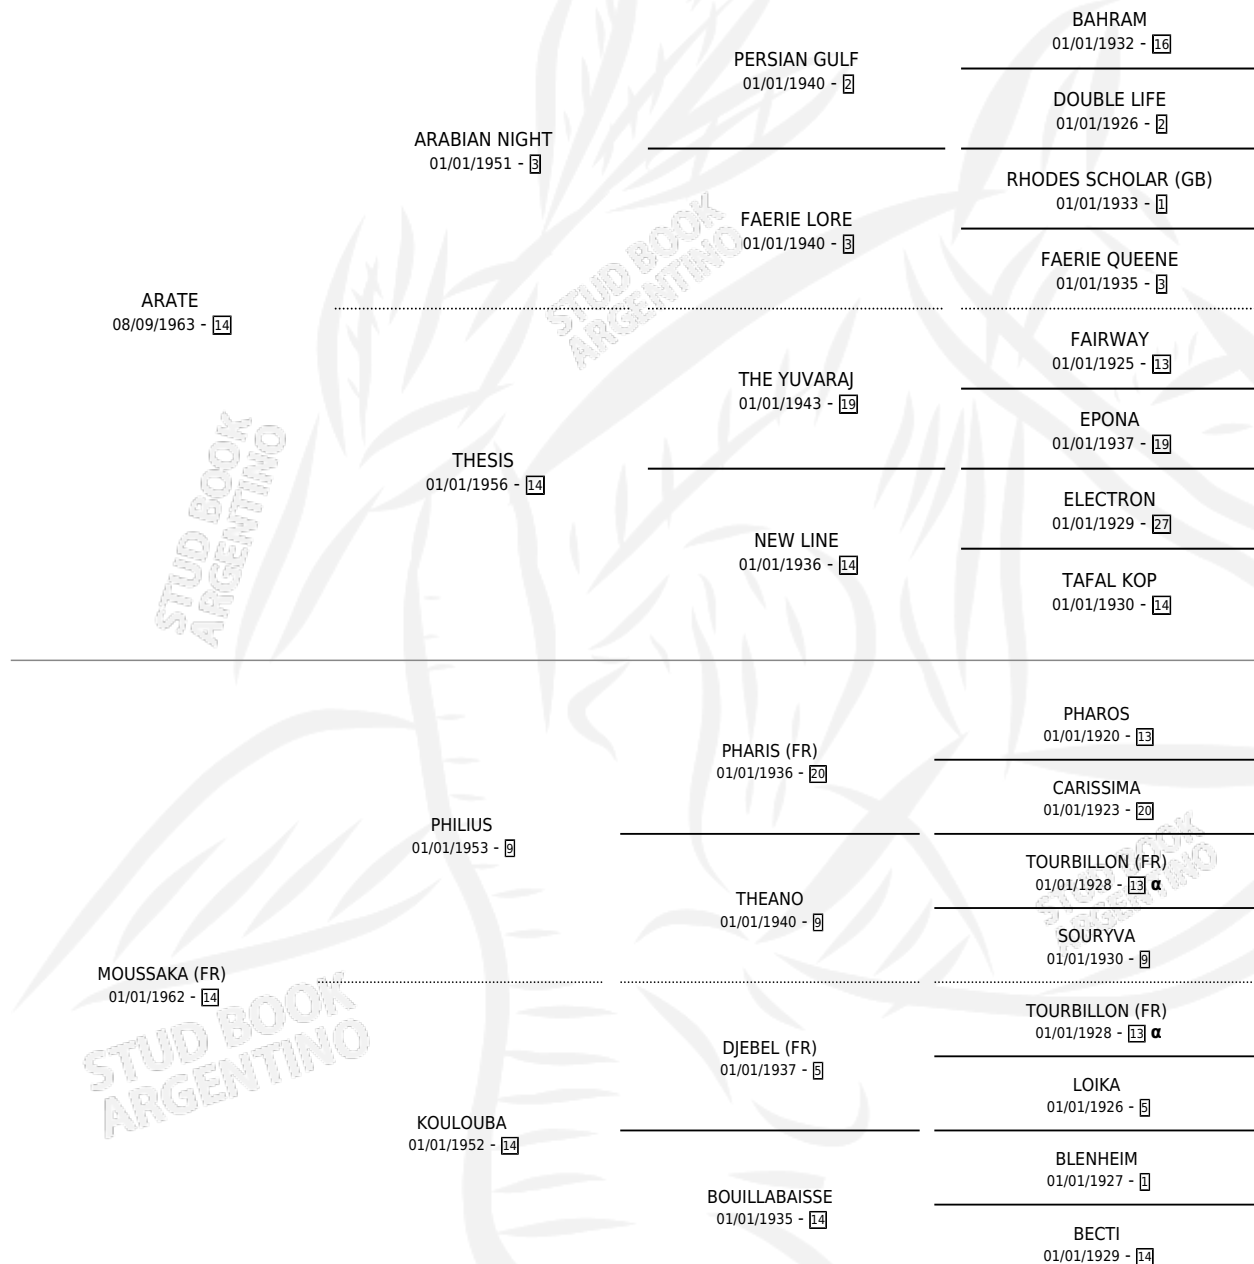 BAHRAM
01/01/1932 - 16
PERSIAN GULF
01/01/1940 - 2
DOUBLE LIFE
01/01/1926 - 2
ARABIAN NIGHT
01/01/1951 - 3
RHODES SCHOLAR (GB)
01/01/1933 - 1
FAERIE LORE
01/01/1940 - 3
FAERIE QUEENE
01/01/1935 - 3
ARATE
08/09/1963 - 14
FAIRWAY
01/01/1925 - 13
THE YUVARAJ
01/01/1943 - 19
EPONA
01/01/1937 - 19
THESIS
01/01/1956 - 14
ELECTRON
01/01/1929 - 27
NEW LINE
01/01/1936 - 14
TAFAL KOP
01/01/1930 - 14
PHAROS
01/01/1920 - 13
PHARIS (FR)
01/01/1936 - 20
CARISSIMA
01/01/1923 - 20
PHILIUS
01/01/1953 - 9
TOURBILLON (FR)
01/01/1928 - 13 α
THEANO
01/01/1940 - 9
SOURYVA
01/01/1930 - 9
MOUSSAKA (FR)
01/01/1962 - 14
TOURBILLON (FR)
01/01/1928 - 13 α
DJEBEL (FR)
01/01/1937 - 5
LOIKA
01/01/1926 - 5
KOULOUBA
01/01/1952 - 14
BLENHEIM
01/01/1927 - 1
BOUILLABAISSE
01/01/1935 - 14
BECTI
01/01/1929 - 14
STUD BOOK
ARGENTINO
STUD BOOK
ARGENTINO
STUD BOOK
ARGENTINO
STUD BOOK
ARGENTINO